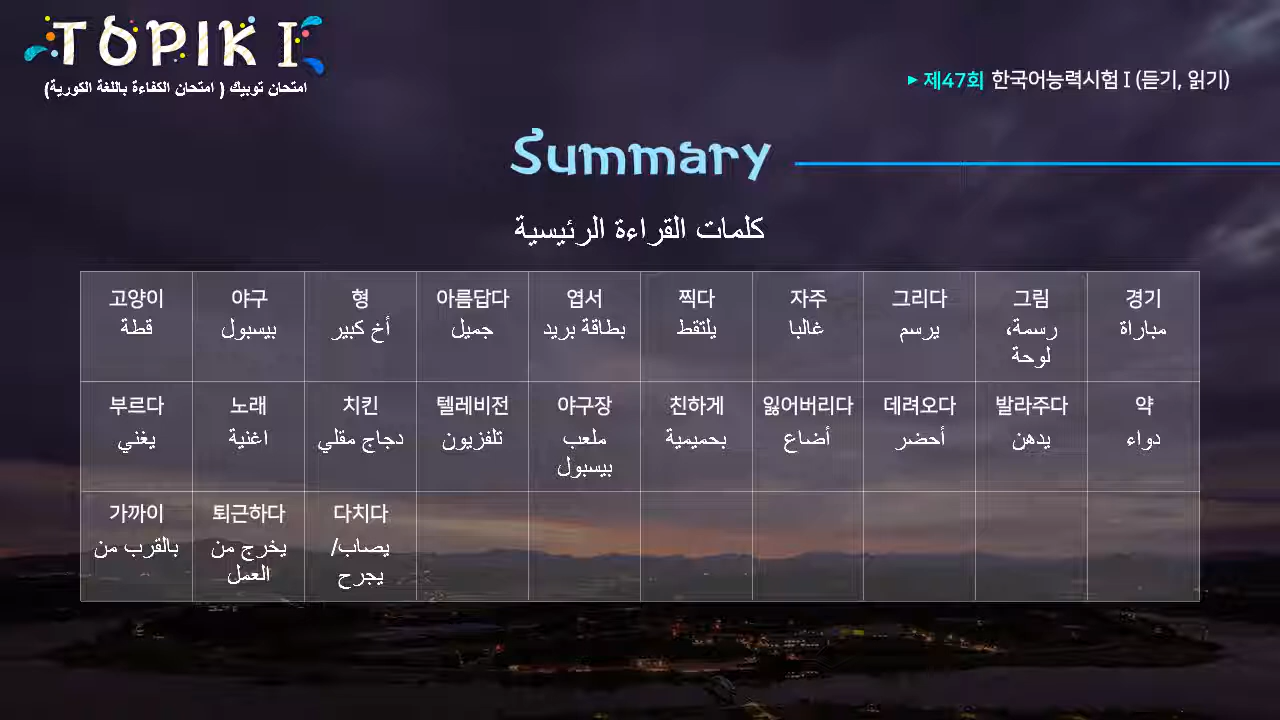 TOPIK I
امتحان توبيك ( امتحان الكفاءة باللغة الكورية)
▶ 제47회 한국어능력시험 I (듣기, 읽기)
Summary
كلمات القراءة الرئيسية
고양이
قطة
야구
بيسبول
형
أخ كبير
아름답다
جميل
엽서
بطاقة بريد
찍다
يلتقط
자주
غالبا
그리다
يرسم
그림
رسمة،
لوحة
경기
مباراة
부르다
يغني
노래
اغنية
치킨
دجاج مقلي
텔레비전
تلفزيون
야구장
ملعب
بيسبول
친하게
بحميمية
잃어버리다
أضاع
데려오다
أحضر
발라주다
يدهن
약
دواء
가까이
بالقرب من
퇴근하다
يخرج من
العمل
다치다
يصاب/
يجرح